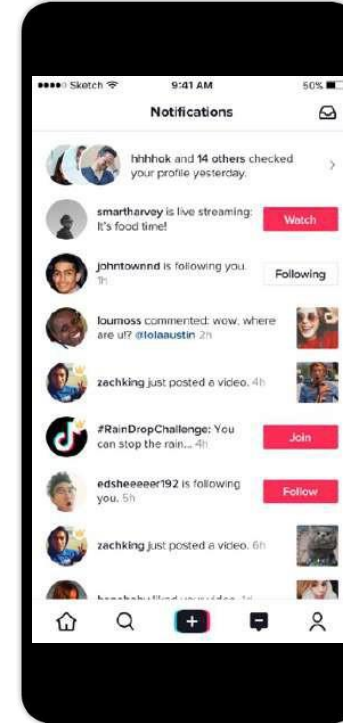 Sketch 9:41 AM 50%
Notifications
hhhhok and 14 others checked
your profile yesterday.
smartharvey is live streaming:
It's food time!
Watch
johntownnd is following you.
1h
Following
loumoss commented: wow, where
are u!? @lolaaustin 2h
zachking just posted a video. 4h
#RainDropChallenge: You
can stop the rain... 4h
Join
edsheeeeer192 is following
you. 5h
Follow
zachking just posted a video. 6h